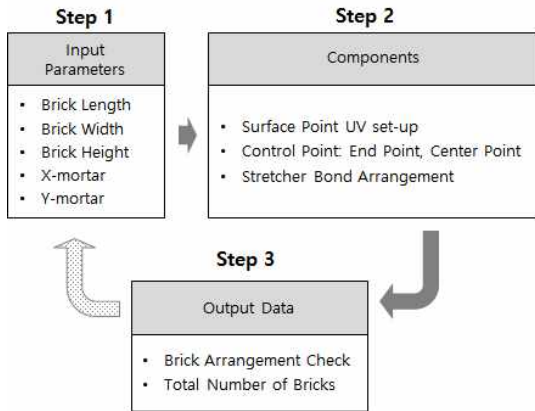 Step 1
Input
Parameters
• Brick Length
• Brick Width
• Brick Height
• X-mortar
• Y-mortar
Step 2
Components
• Surface Point UV set-up
• Control Point: End Point, Center Point
• Stretcher Bond Arrangement
Step 3
Output Data
• Brick Arrangement Check
• Total Number of Bricks